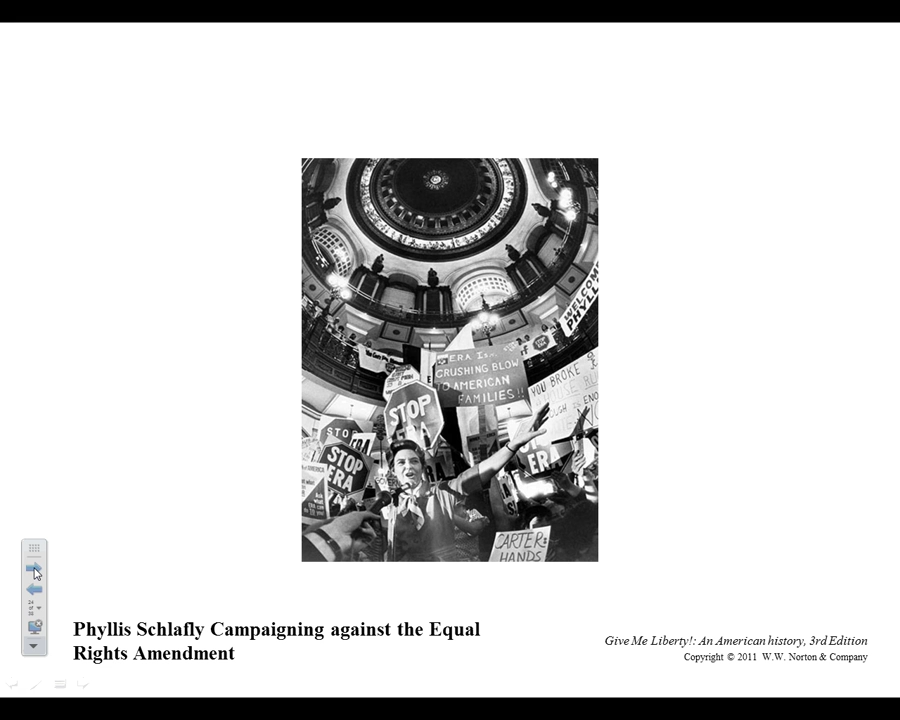 WELCOME
PHYLLIS
ERA Is
CRUSHING BLOW
TO AMERICAN
FAMILIES!!
YOU BROKE
STOP
ERA
STOP
ERA
STOP
ERA
ERA
CARTER:
HANDS
Phyllis Schlafly Campaigning against the Equal
Rights Amendment
Give Me Liberty!: An American history, 3rd Edition
Copyright © 2011 W.W. Norton & Company